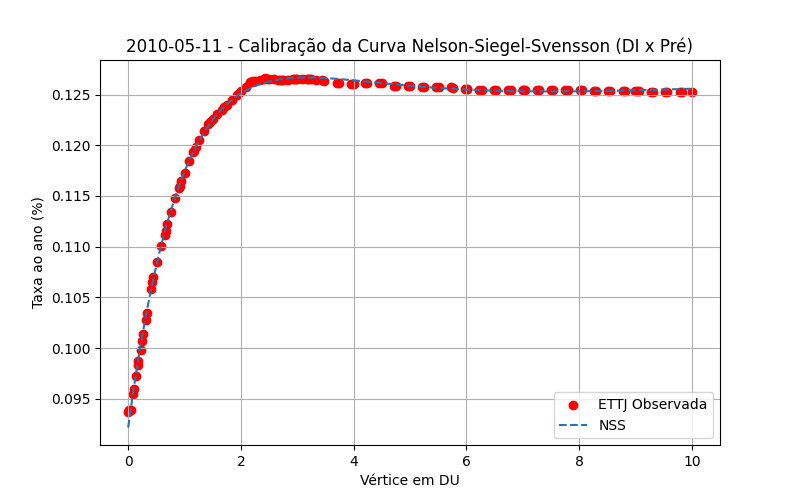 2010-05-11 - Calibração da Curva Nelson-Siegel-Svensson (DI x Pré)
Taxa ao ano (%)
0.125
0.120
0.115
0.110
0.105
0.100
0.095
ETTJ Observada
NSS
0 2 4 6 8 10
Vértice em DU